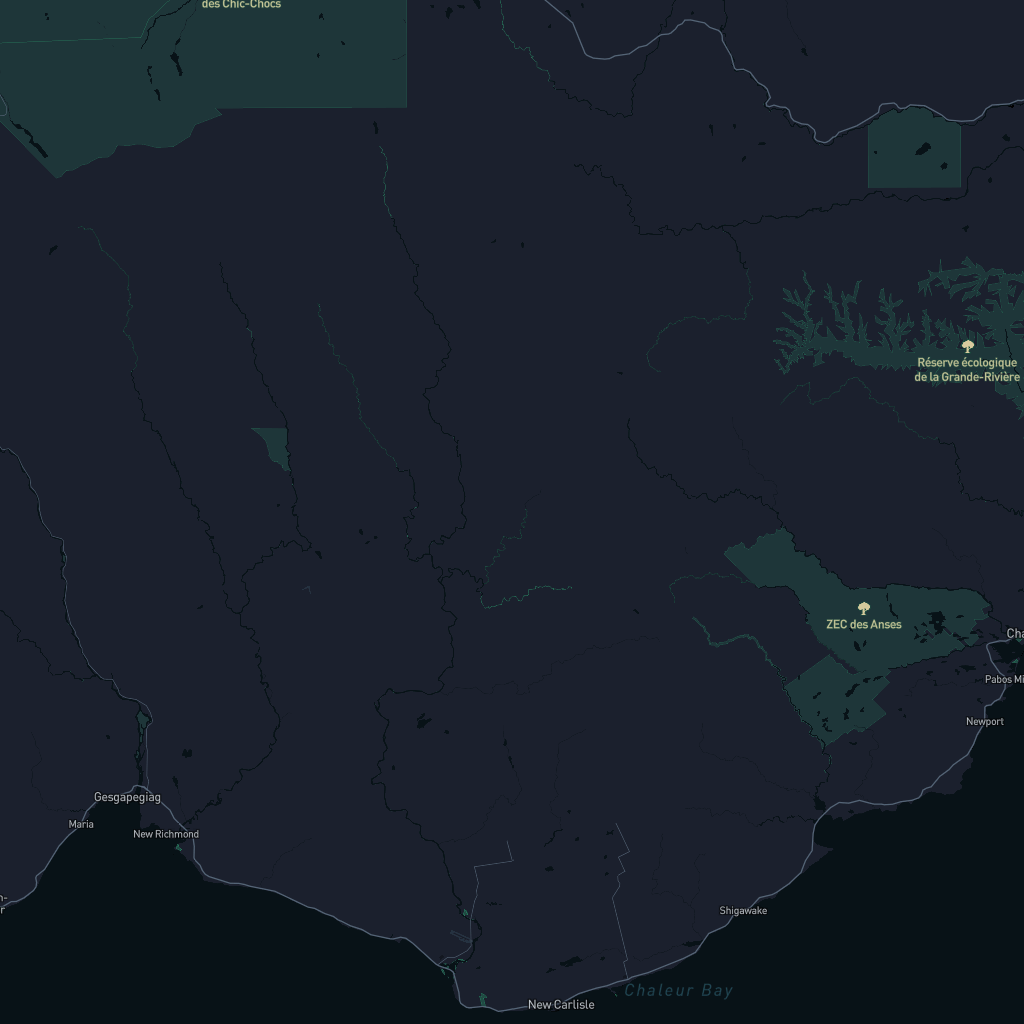 des Chic-Chocs
Réserve écologique
de la Grande-Rivière
ZEC des Anses
Cha
Pabos Mi
Newport
Gesgapegiag
Maria
New Richmond
n-
r
Shigawake
Chaleur Bay
New Carlisle